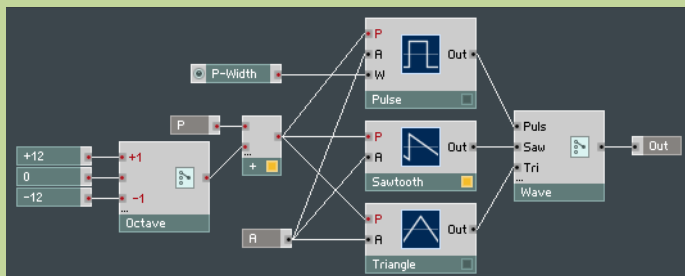 P
A Out
P-Width W
Pulse
P
Puls
+12 +1 P Saw Out
0 ... A Out Tri
-12 -1 + Sawtooth ...
... Wave
Octave
P
A A Out
Triangle